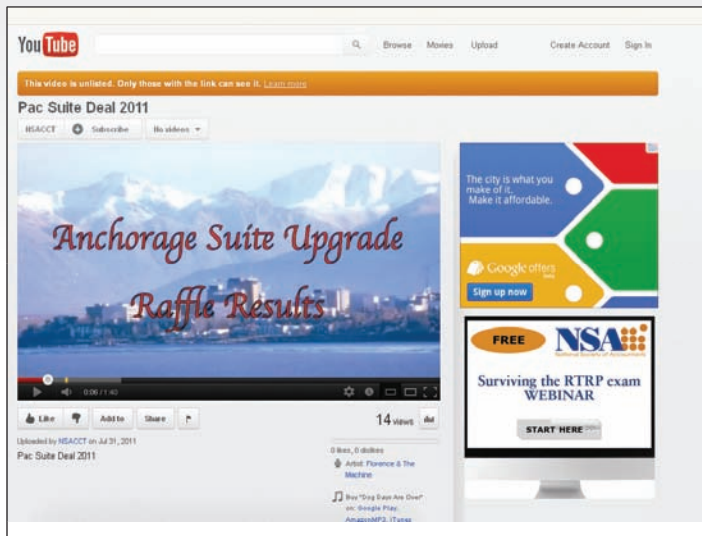 You Tube
Browse Movies Upload Create Account Sign In
This video is unlisted. Only those with the link can see it. Learn more
Pac Suite Deal 2011
NSACCT Subscribe No videos
Anchorage Suite Upgrade
Raffle Results
0:06 / 1:40
Like Add to Share
14 views
Uploaded by NSACCT on Jul 31, 2011
Pac Suite Deal 2011
0 likes, 0 dislikes
Artist: Florence & The
Machine
Buy "Dog Days Are Over"
on: Google Play,
AmazonMP3, iTunes
The city is what you
make of it.
Make it affordable.
Google offers
beta
Sign up now
FREE
NSA
National Society of Accountants
Surviving the RTRP exam
WEBINAR
START HERE